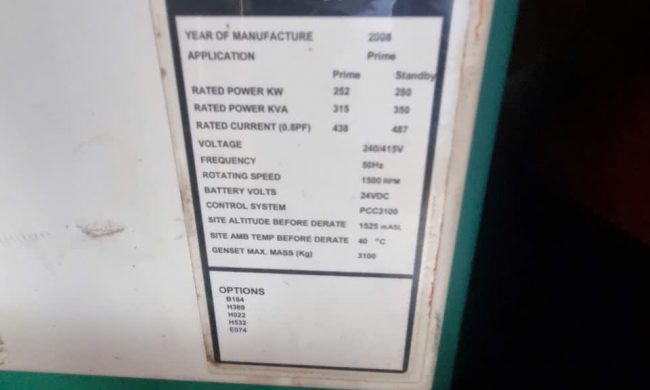 YEAR OF MANUFACTURE 2008
APPLICATION Prime
Prime Standby
RATED POWER KW 252 280
RATED POWER KVA 315 350
RATED CURRENT (0.8PF) 438 487
VOLTAGE 240/415V
FREQUENCY 50Hz
ROTATING SPEED 1500 RPM
BATTERY VOLTS 24VDC
CONTROL SYSTEM PCC3100
SITE ALTITUDE BEFORE DERATE 1525 mASL
SITE AMB TEMP BEFORE DERATE 40 °C
GENSET MAX. MASS (Kg) 3100
OPTIONS
B184
H389
H022
H532
E074